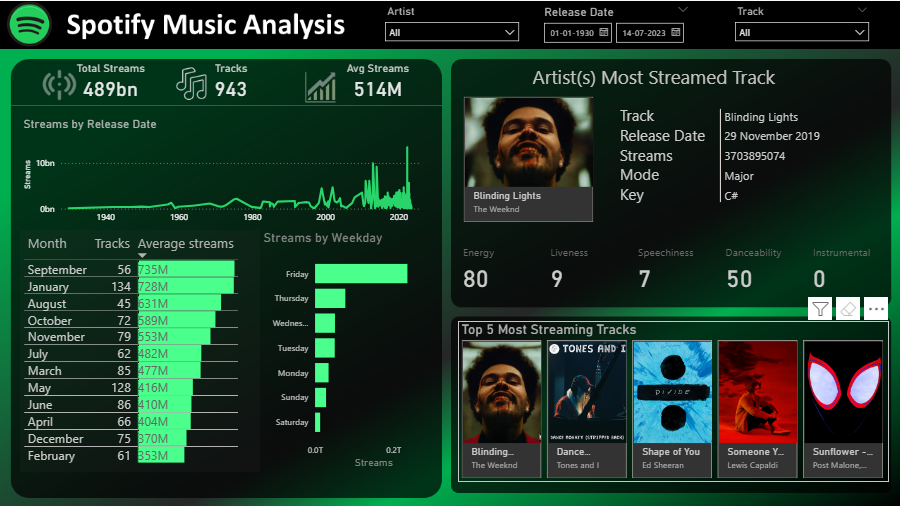 Spotify Music Analysis
Artist
All
Release Date
01-01-1930
14-07-2023
Track
All
Total Streams
489bn
Tracks
943
Avg Streams
514M
Streams by Release Date
Streams
10bn
0bn
1940 1960 1980 2000 2020
Month Tracks Average streams
September 56 735M
January 134 728M
August 45 631M
October 72 589M
November 79 553M
July 62 482M
March 85 477M
May 128 416M
June 86 410M
April 66 404M
December 75 370M
February 61 353M
Streams by Weekday
Friday
Thursday
Wednes...
Tuesday
Monday
Sunday
Saturday
0.0T 0.2T
Streams
Artist(s) Most Streamed Track
Blinding Lights
The Weeknd
Track Blinding Lights
Release Date 29 November 2019
Streams 3703895074
Mode Major
Key C#
Energy Liveness Speechiness Danceability Instrumental
80 9 7 50 0
Top 5 Most Streaming Tracks
Blinding...
The Weeknd
TONES AND I
DANCE MONKEY (STRIPPED BACK)
Dance...
Tones and I
DIVIDE
Shape of You
Ed Sheeran
Someone Y...
Lewis Capaldi
Sunflower -...
Post Malone,...